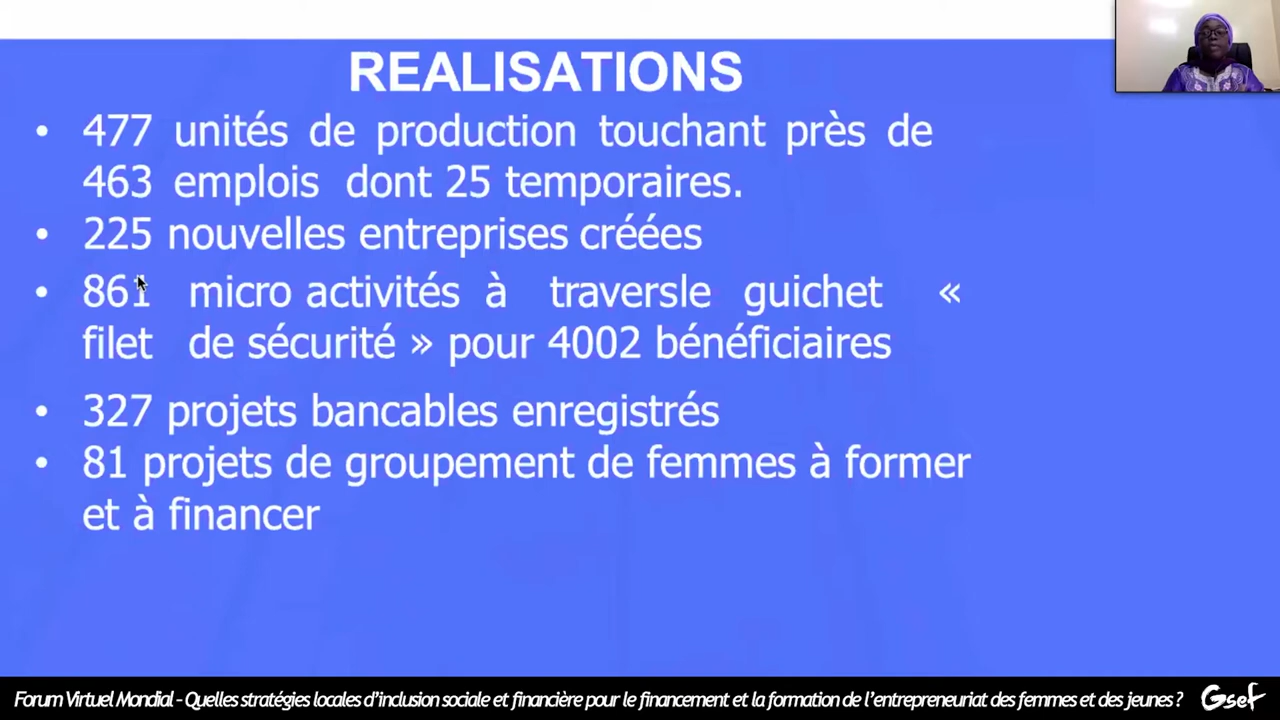 REALISATIONS
• 477 unités de production touchant près de
463 emplois dont 25 temporaires.
• 225 nouvelles entreprises créées
• 861 micro activités à traversle guichet «
filet de sécurité » pour 4002 bénéficiaires
• 327 projets bancables enregistrés
• 81 projets de groupement de femmes à former
et à financer
Forum Virtuel Mondial - Quelles stratégies locales d'inclusion sociale et financière pour le financement et la formation de l'entrepreneuriat des femmes et des jeunes ? Gsef